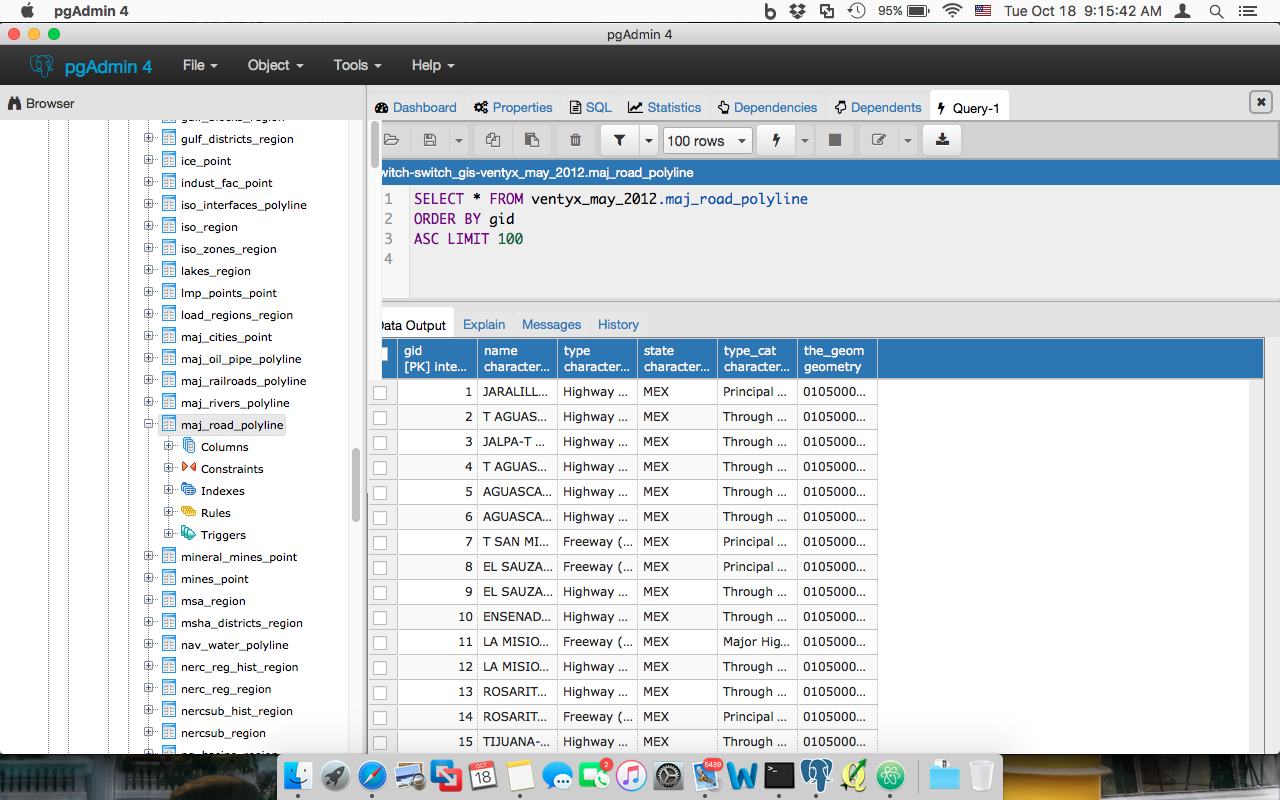 pgAdmin 4
95%
Tue Oct 18 9:15:42 AM
pgAdmin 4
pgAdmin 4
File
Object
Tools
Help
Browser
gulf_districts_region
ice_point
indust_fac_point
iso_interfaces_polyline
iso_region
iso_zones_region
lakes_region
lmp_points_point
load_regions_region
maj_cities_point
maj_oil_pipe_polyline
maj_railroads_polyline
maj_rivers_polyline
maj_road_polyline
Columns
Constraints
Indexes
Rules
Triggers
mineral_mines_point
mines_point
msa_region
msha_districts_region
nav_water_polyline
nerc_reg_hist_region
nerc_reg_region
nercsub_hist_region
nercsub_region
Dashboard
Properties
SQL
Statistics
Dependencies
Dependents
Query-1
100 rows
witch-switch_gis-ventyx_may_2012.maj_road_polyline
1 SELECT * FROM ventyx_may_2012.maj_road_polyline
2 ORDER BY gid
3 ASC LIMIT 100
4
Data Output
Explain
Messages
History
gid [PK] inte... name character... type character... state character... type_cat character... the_geom geometry
1 JARALILL... Highway ... MEX Principal ... 0105000...
2 T AGUAS... Highway ... MEX Through ... 0105000...
3 JALPA-T ... Highway ... MEX Through ... 0105000...
4 T AGUAS... Highway ... MEX Through ... 0105000...
5 AGUASCA... Highway ... MEX Through ... 0105000...
6 AGUASCA... Highway ... MEX Through ... 0105000...
7 T SAN MI... Freeway (... MEX Principal ... 0105000...
8 EL SAUZA... Freeway (... MEX Principal ... 0105000...
9 EL SAUZA... Highway ... MEX Through ... 0105000...
10 ENSENAD... Highway ... MEX Through ... 0105000...
11 LA MISIO... Freeway (... MEX Major Hig... 0105000...
12 LA MISIO... Highway ... MEX Through ... 0105000...
13 ROSARIT... Highway ... MEX Through ... 0105000...
14 ROSARIT... Freeway (... MEX Principal ... 0105000...
15 TIJUANA-... Highway ... MEX Through ... 0105000...
OCT
18
2
5439